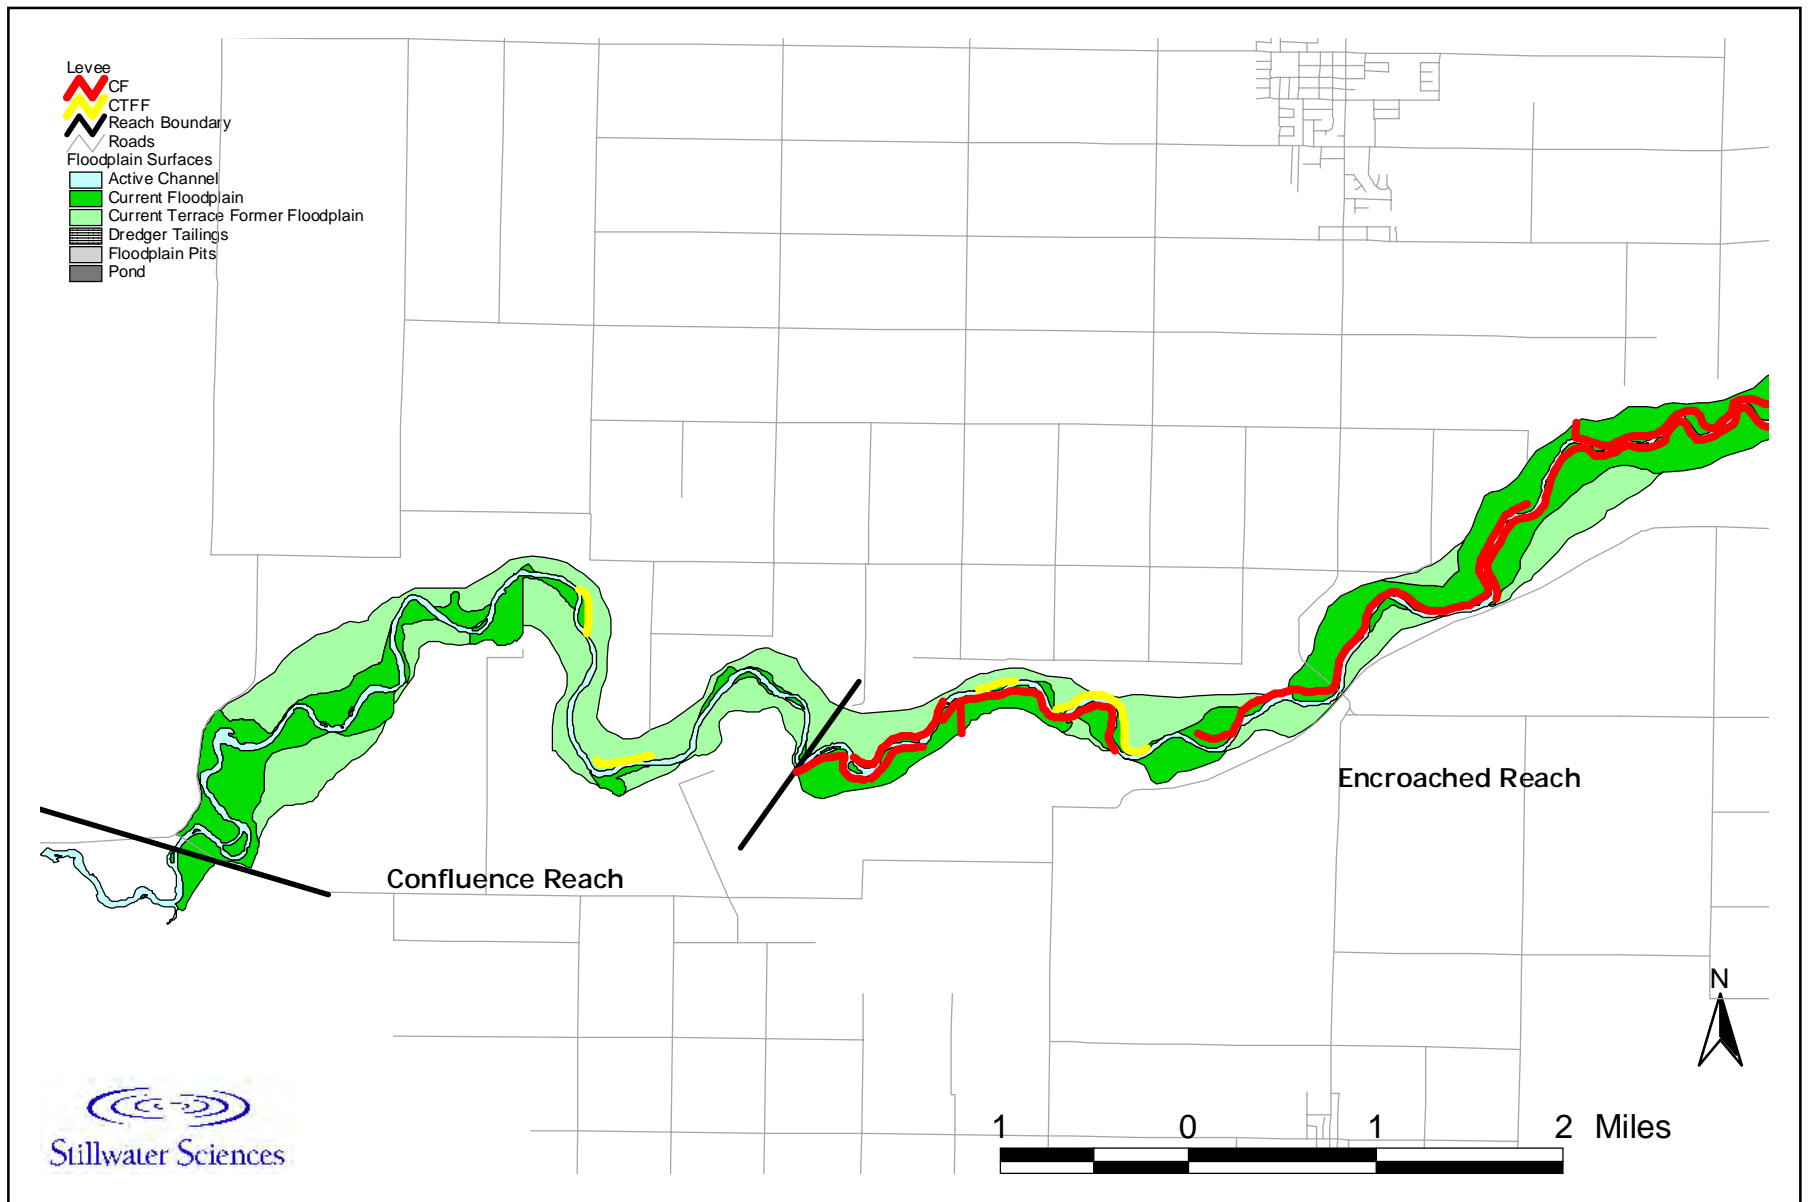 Levee
CF
CTFF
Reach Boundary
Roads
Floodplain Surfaces
Active Channel
Current Floodplain
Current Terrace Former Floodplain
Dredger Tailings
Floodplain Pits
Pond
Encroached Reach
Confluence Reach
N
1 0 1 2 Miles
Stillwater Sciences